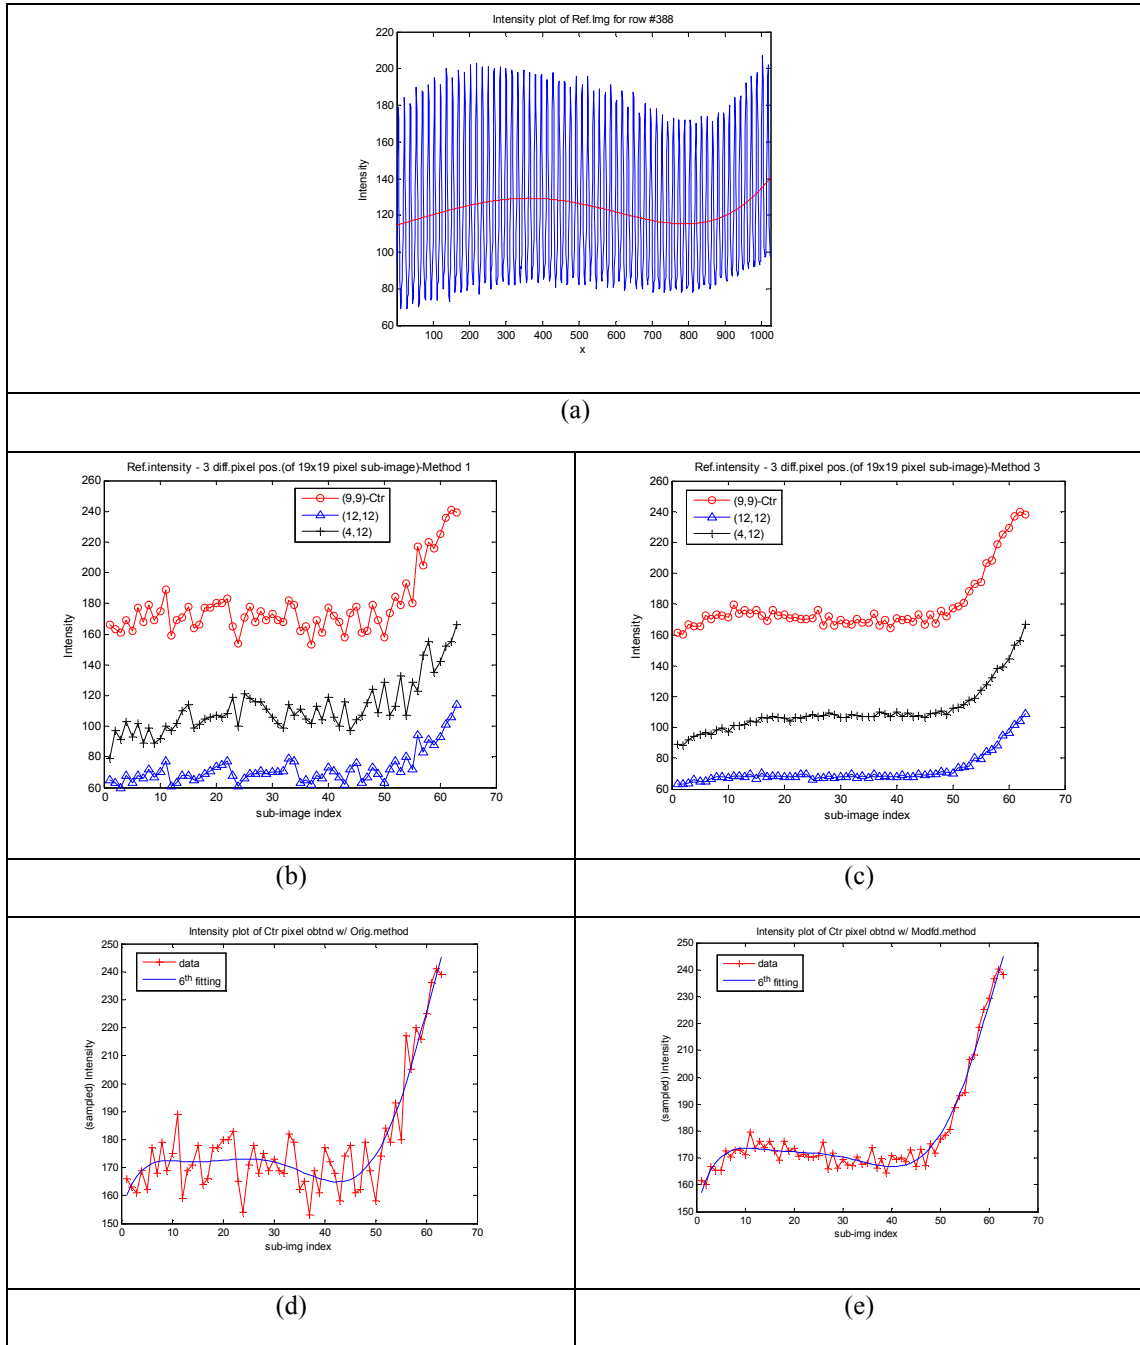 Intensity plot of Ref.Img for row #388
220
200
180
160
140
120
100
80
60
Intensity
100 200 300 400 500 600 700 800 900 1000
x
(a)
Ref.intensity - 3 diff.pixel pos.(of 19x19 pixel sub-image)-Method 1
260
240
220
200
180
160
140
120
100
80
60
Intensity
(9,9)-Ctr
(12,12)
(4,12)
0 10 20 30 40 50 60 70
sub-image index
(b)
Ref.intensity - 3 diff.pixel pos.(of 19x19 pixel sub-image)-Method 3
260
240
220
200
180
160
140
120
100
80
60
Intensity
(9,9)-Ctr
(12,12)
(4,12)
0 10 20 30 40 50 60 70
sub-image index
(c)
Intensity plot of Ctr pixel obtnd w/ Orig.method
250
240
230
220
210
200
190
180
170
160
150
(sampled) Intensity
data
6th fitting
0 10 20 30 40 50 60 70
sub-img index
(d)
Intensity plot of Ctr pixel obtnd w/ Modfd.method
250
240
230
220
210
200
190
180
170
160
150
(sampled) Intensity
data
6th fitting
0 10 20 30 40 50 60 70
sub-img index
(e)